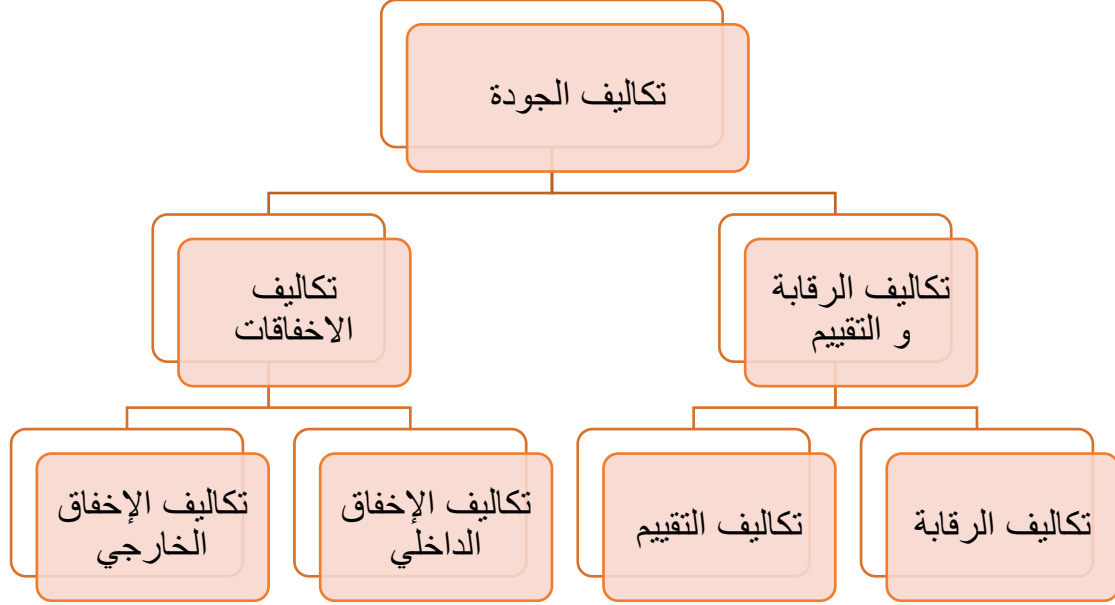 تكاليف الجودة
تكاليف الرقابة
و التقييم
تكاليف
الاخفاقات
تكاليف الرقابة
تكاليف التقييم
تكاليف الإخفاق
الداخلي
تكاليف الإخفاق
الخارجي